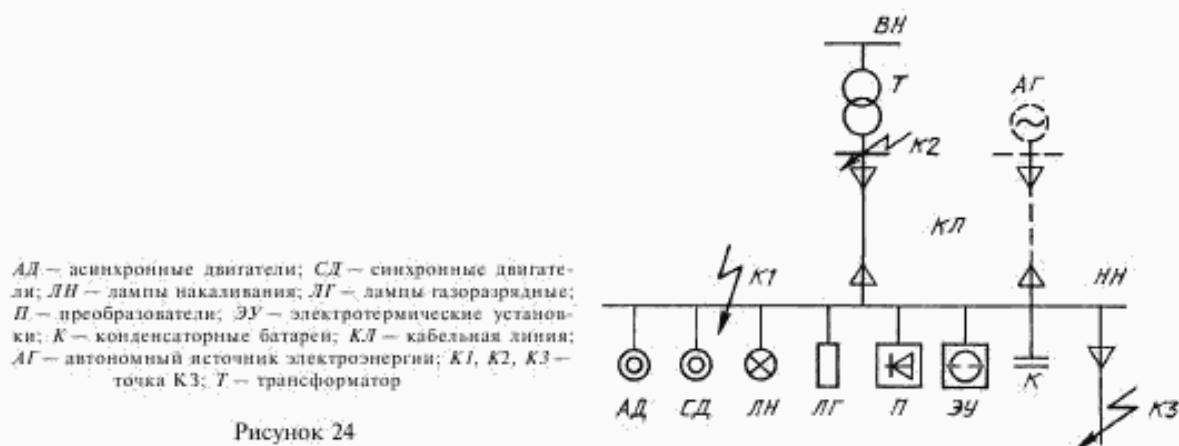 ВН
Т
АГ
К2
КЛ
АД — асинхронные двигатели; СД — синхронные двигате-
ли; ЛН — лампы накаливания; ЛГ — лампы газоразрядные;
П — преобразователи; ЭУ — электротермические установ-
ки; К — конденсаторные батареи; КЛ — кабельная линия;
АГ — автономный источник электроэнергии; К1, К2, К3 —
точка КЗ; Т — трансформатор
К1
НН
АД СД ЛН ЛГ П ЭУ К
К3
Рисунок 24